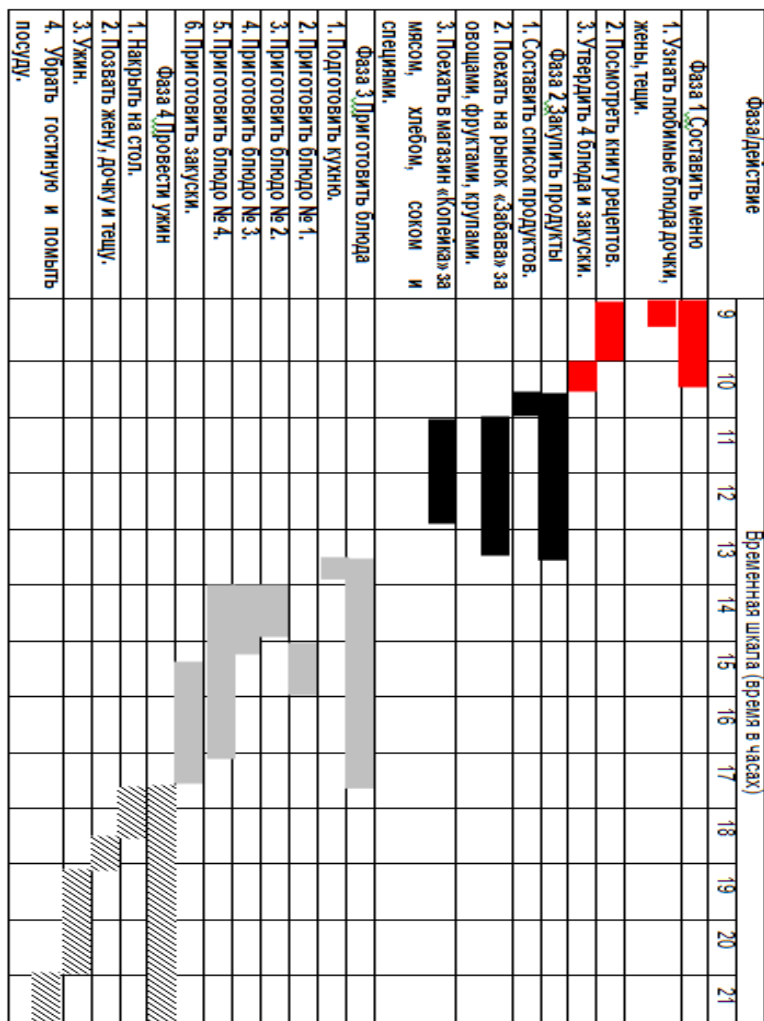 Фаза/действие
Временная шкала (время в часах)
9 10 11 12 13 14 15 16 17 18 19 20 21
Фаза 1 Составить меню
1. Узнать любимые блюда дочки,
жены, тещи.
2. Посмотреть книгу рецептов.
3. Утвердить 4 блюда и закуски.
Фаза 2 Закупить продукты
1. Составить список продуктов.
2. Поехать на рынок «Забава» за
овощами, фруктами, крупами.
3. Поехать в магазин «Копейка» за
мясом, хлебом, соком и
специями.
Фаза 3 Приготовить блюда
1. Подготовить кухню.
2. Приготовить блюдо № 1.
3. Приготовить блюдо № 2.
4. Приготовить блюдо № 3.
5. Приготовить блюдо № 4.
6. Приготовить закуски.
Фаза 4 Провести ужин
1. Накрыть на стол.
2. Позвать жену, дочку и тещу.
3. Ужин.
4. Убрать гостиную и помыть
посуду.